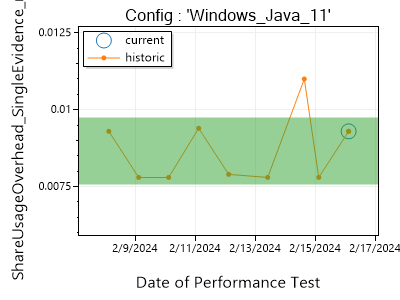 Config : 'Windows_Java_11'
0.0125
0.01
0.0075
current
historic
ShareUsageOverhead_SingleEvidence_
2/9/2024
2/11/2024
2/13/2024
2/15/2024
2/17/2024
Date of Performance Test